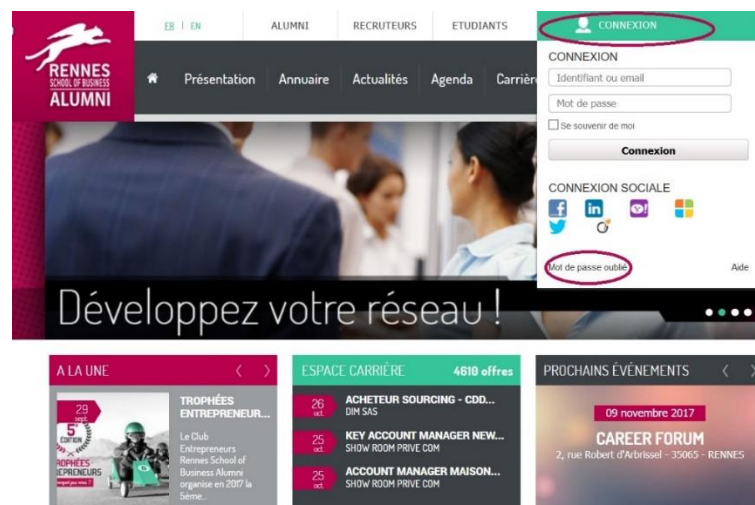 FR | EN
ALUMNI
RECRUTEURS
ETUDIANTS
CONNEXION
RENNES
SCHOOL OF BUSINESS
ALUMNI
Présentation
Annuaire
Actualités
Agenda
Carrièr
CONNEXION
Identifiant ou email
Mot de passe
Se souvenir de moi
Connexion
CONNEXION SOCIALE
Mot de passe oublié
Aide
Développez votre réseau !
A LA UNE
29
sept.
5e
ÉDITION
TROPHÉES
ENTREPRENEUR...
Le Club
Entrepreneurs
Rennes School of
Business Alumni
organise en 2017 la
5ème...
ESPACE CARRIÈRE
4610 offres
26
oct.
ACHETEUR SOURCING - CDD...
DIM SAS
25
oct.
KEY ACCOUNT MANAGER NEW...
SHOW ROOM PRIVE COM
25
oct.
ACCOUNT MANAGER MAISON...
SHOW ROOM PRIVE COM
PROCHAINS ÉVÉNEMENTS
09 novembre 2017
CAREER FORUM
2, rue Robert d'Arbrissel - 35065 - RENNES